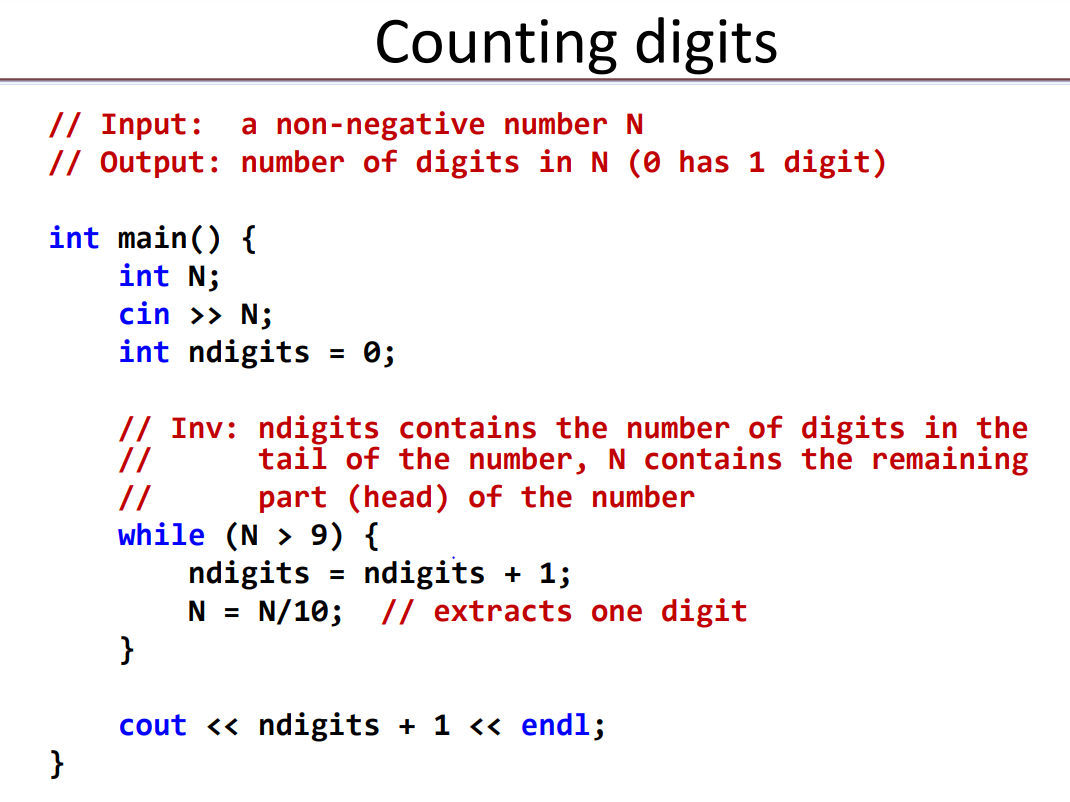 Counting digits
// Input:  a non-negative number N
// Output: number of digits in N (0 has 1 digit)
int main() {
    int N;
    cin >> N;
    int ndigits = 0;
    // Inv: ndigits contains the number of digits in the
    //      tail of the number, N contains the remaining
    //      part (head) of the number
    while (N > 9) {
        ndigits = ndigits + 1;
        N = N/10;  // extracts one digit
    }
    cout << ndigits + 1 << endl;
}